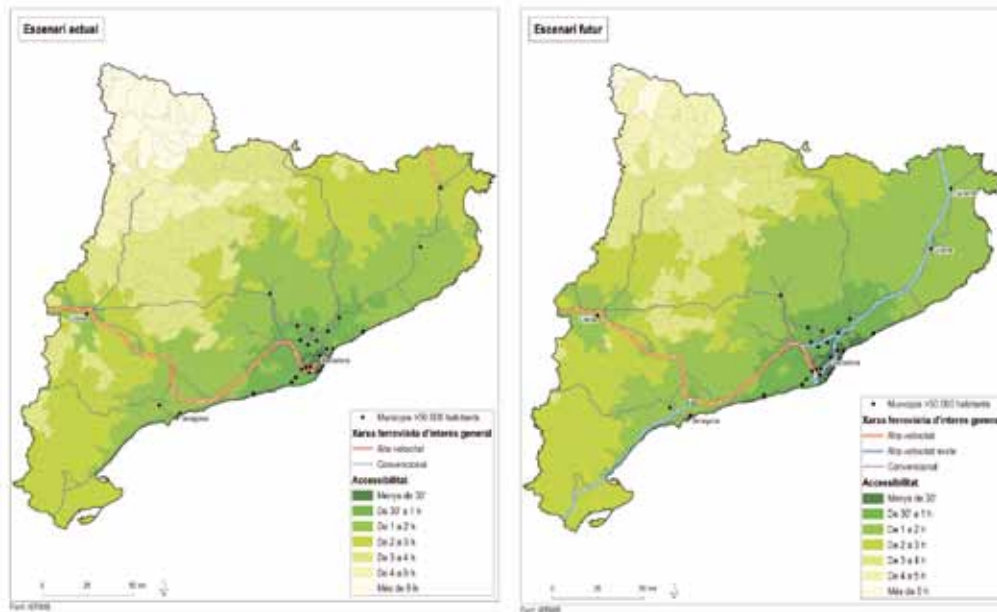 Escenari actual
Lleida
Barcelona
Tarragona
Municipis >50.000 habitants
Xarxa ferroviària d'interès general
Alta velocitat
Convencional
Accessibilitat
Menys de 30'
De 30' a 1 h
De 1 a 2 h
De 2 a 3 h
De 3 a 4 h
De 4 a 5 h
Més de 5 h
Escenari futur
Girona
Lleida
Barcelona
Tarragona
Municipis >50.000 habitants
Xarxa ferroviària d'interès general
Alta velocitat
Alta velocitat mixta
Convencional
Accessibilitat
Menys de 30'
De 30' a 1 h
De 1 a 2 h
De 2 a 3 h
De 3 a 4 h
De 4 a 5 h
Més de 5 h